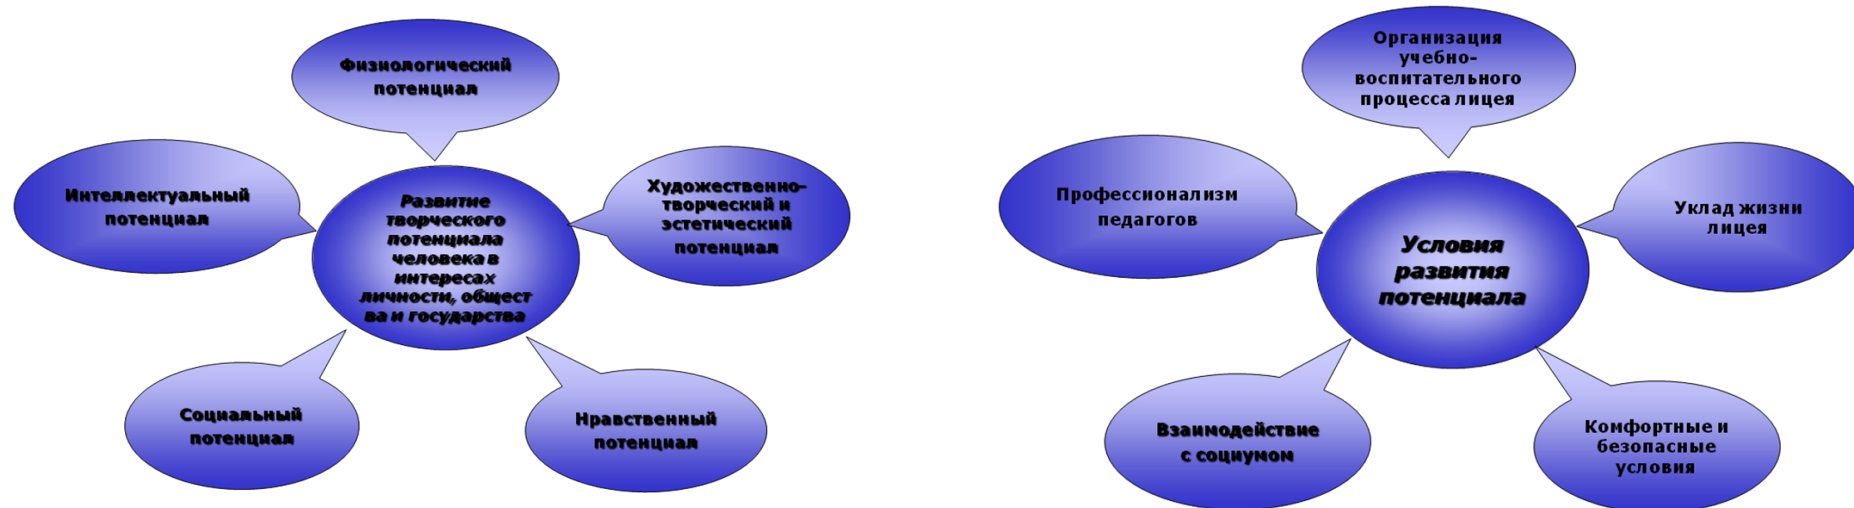 Физиологический
потенциал
Интеллектуальный
потенциал
Развитие
творческого
потенциала
человека в
интересах
личности, общест
ва и государства
Художественно-
творческий и
эстетический
потенциал
Социальный
потенциал
Нравственный
потенциал
Организация
учебно-
воспитательного
процесса лицея
Профессионализм
педагогов
Условия
развития
потенциала
Уклад жизни
лицея
Взаимодействие
с социумом
Комфортные и
безопасные
условия